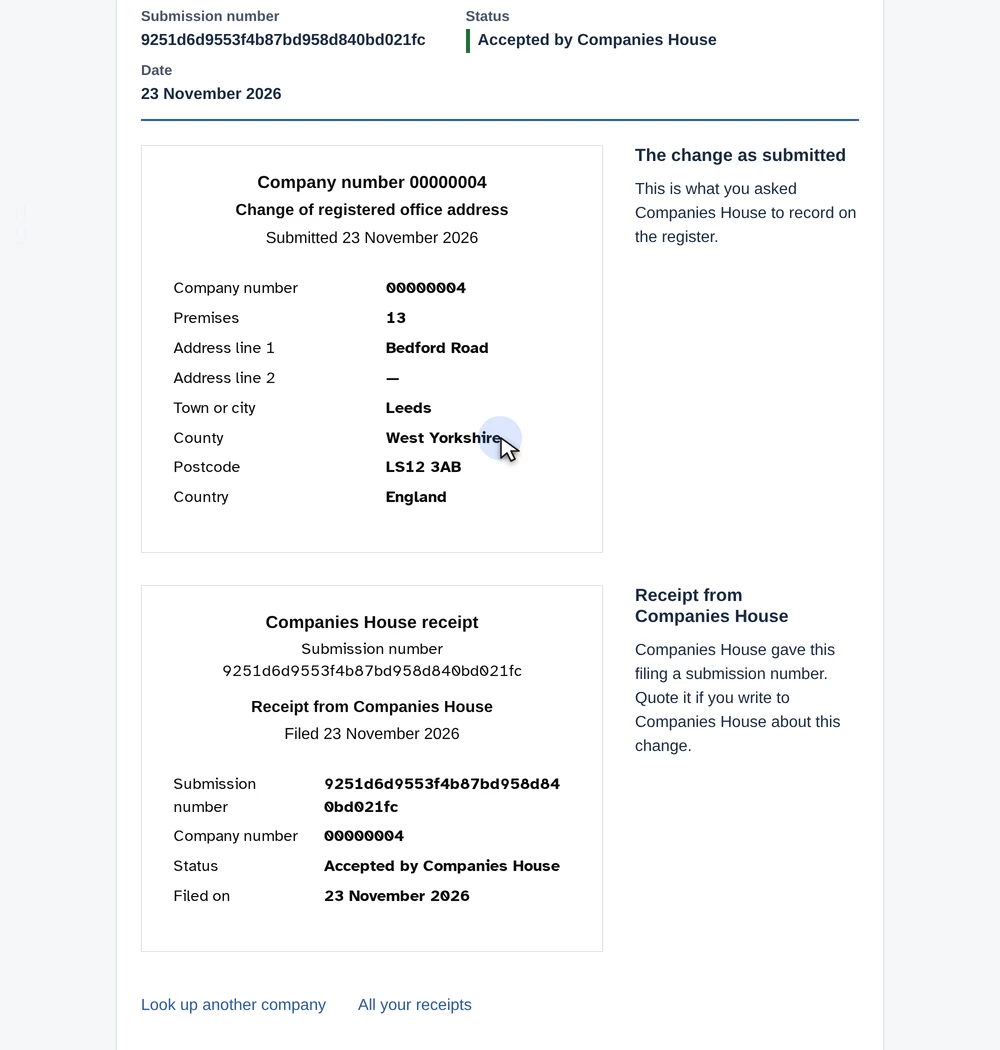 Submission number
9251d6d9553f4b87bd958d840bd021fc
Status
Accepted by Companies House
Date
23 November 2026
Company number 00000004
Change of registered office address
Submitted 23 November 2026
Company number 00000004
Premises 13
Address line 1 Bedford Road
Address line 2 —
Town or city Leeds
County West Yorkshire
Postcode LS12 3AB
Country England
The change as submitted
This is what you asked
Companies House to record on
the register.
Companies House receipt
Submission number
9251d6d9553f4b87bd958d840bd021fc
Receipt from Companies House
Filed 23 November 2026
Submission
number
9251d6d9553f4b87bd958d84
0bd021fc
Company number 00000004
Status Accepted by Companies House
Filed on 23 November 2026
Receipt from
Companies House
Companies House gave this
filing a submission number.
Quote it if you write to
Companies House about this
change.
Look up another company
All your receipts